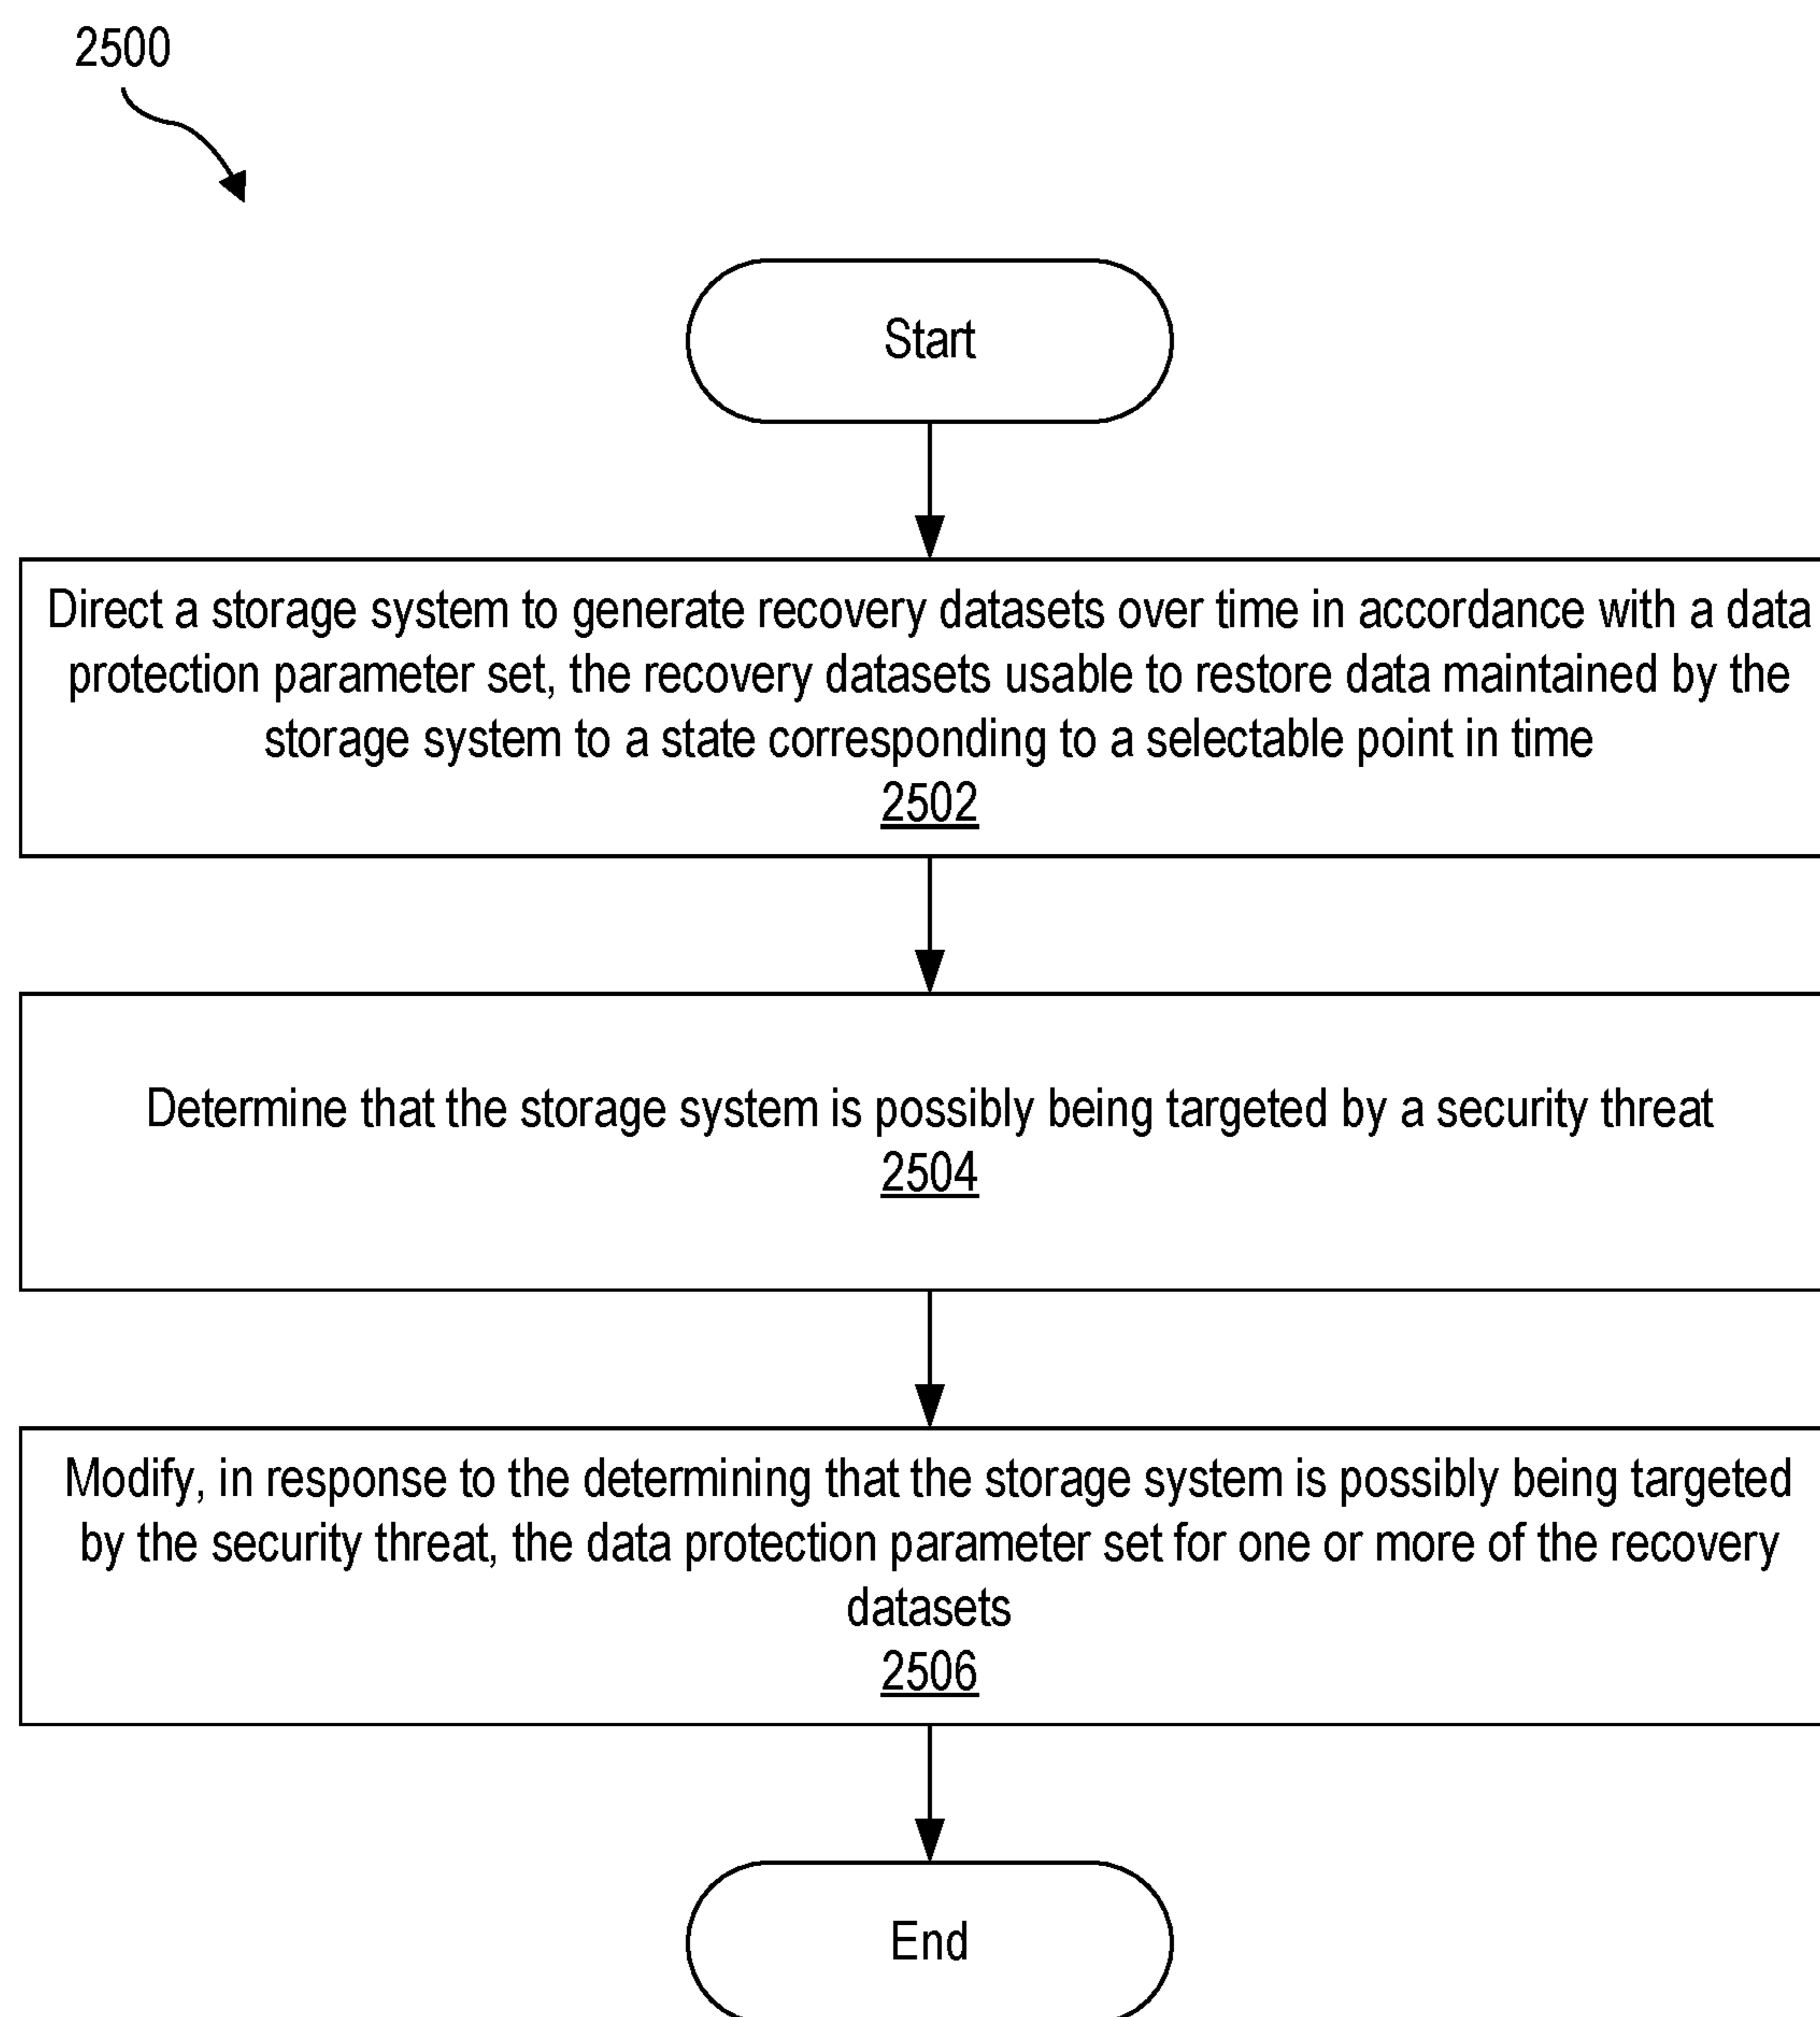 2500
Start
Direct a storage system to generate recovery datasets over time in accordance with a data
protection parameter set, the recovery datasets usable to restore data maintained by the
storage system to a state corresponding to a selectable point in time
2502
Determine that the storage system is possibly being targeted by a security threat
2504
Modify, in response to the determining that the storage system is possibly being targeted
by the security threat, the data protection parameter set for one or more of the recovery
datasets
2506
End